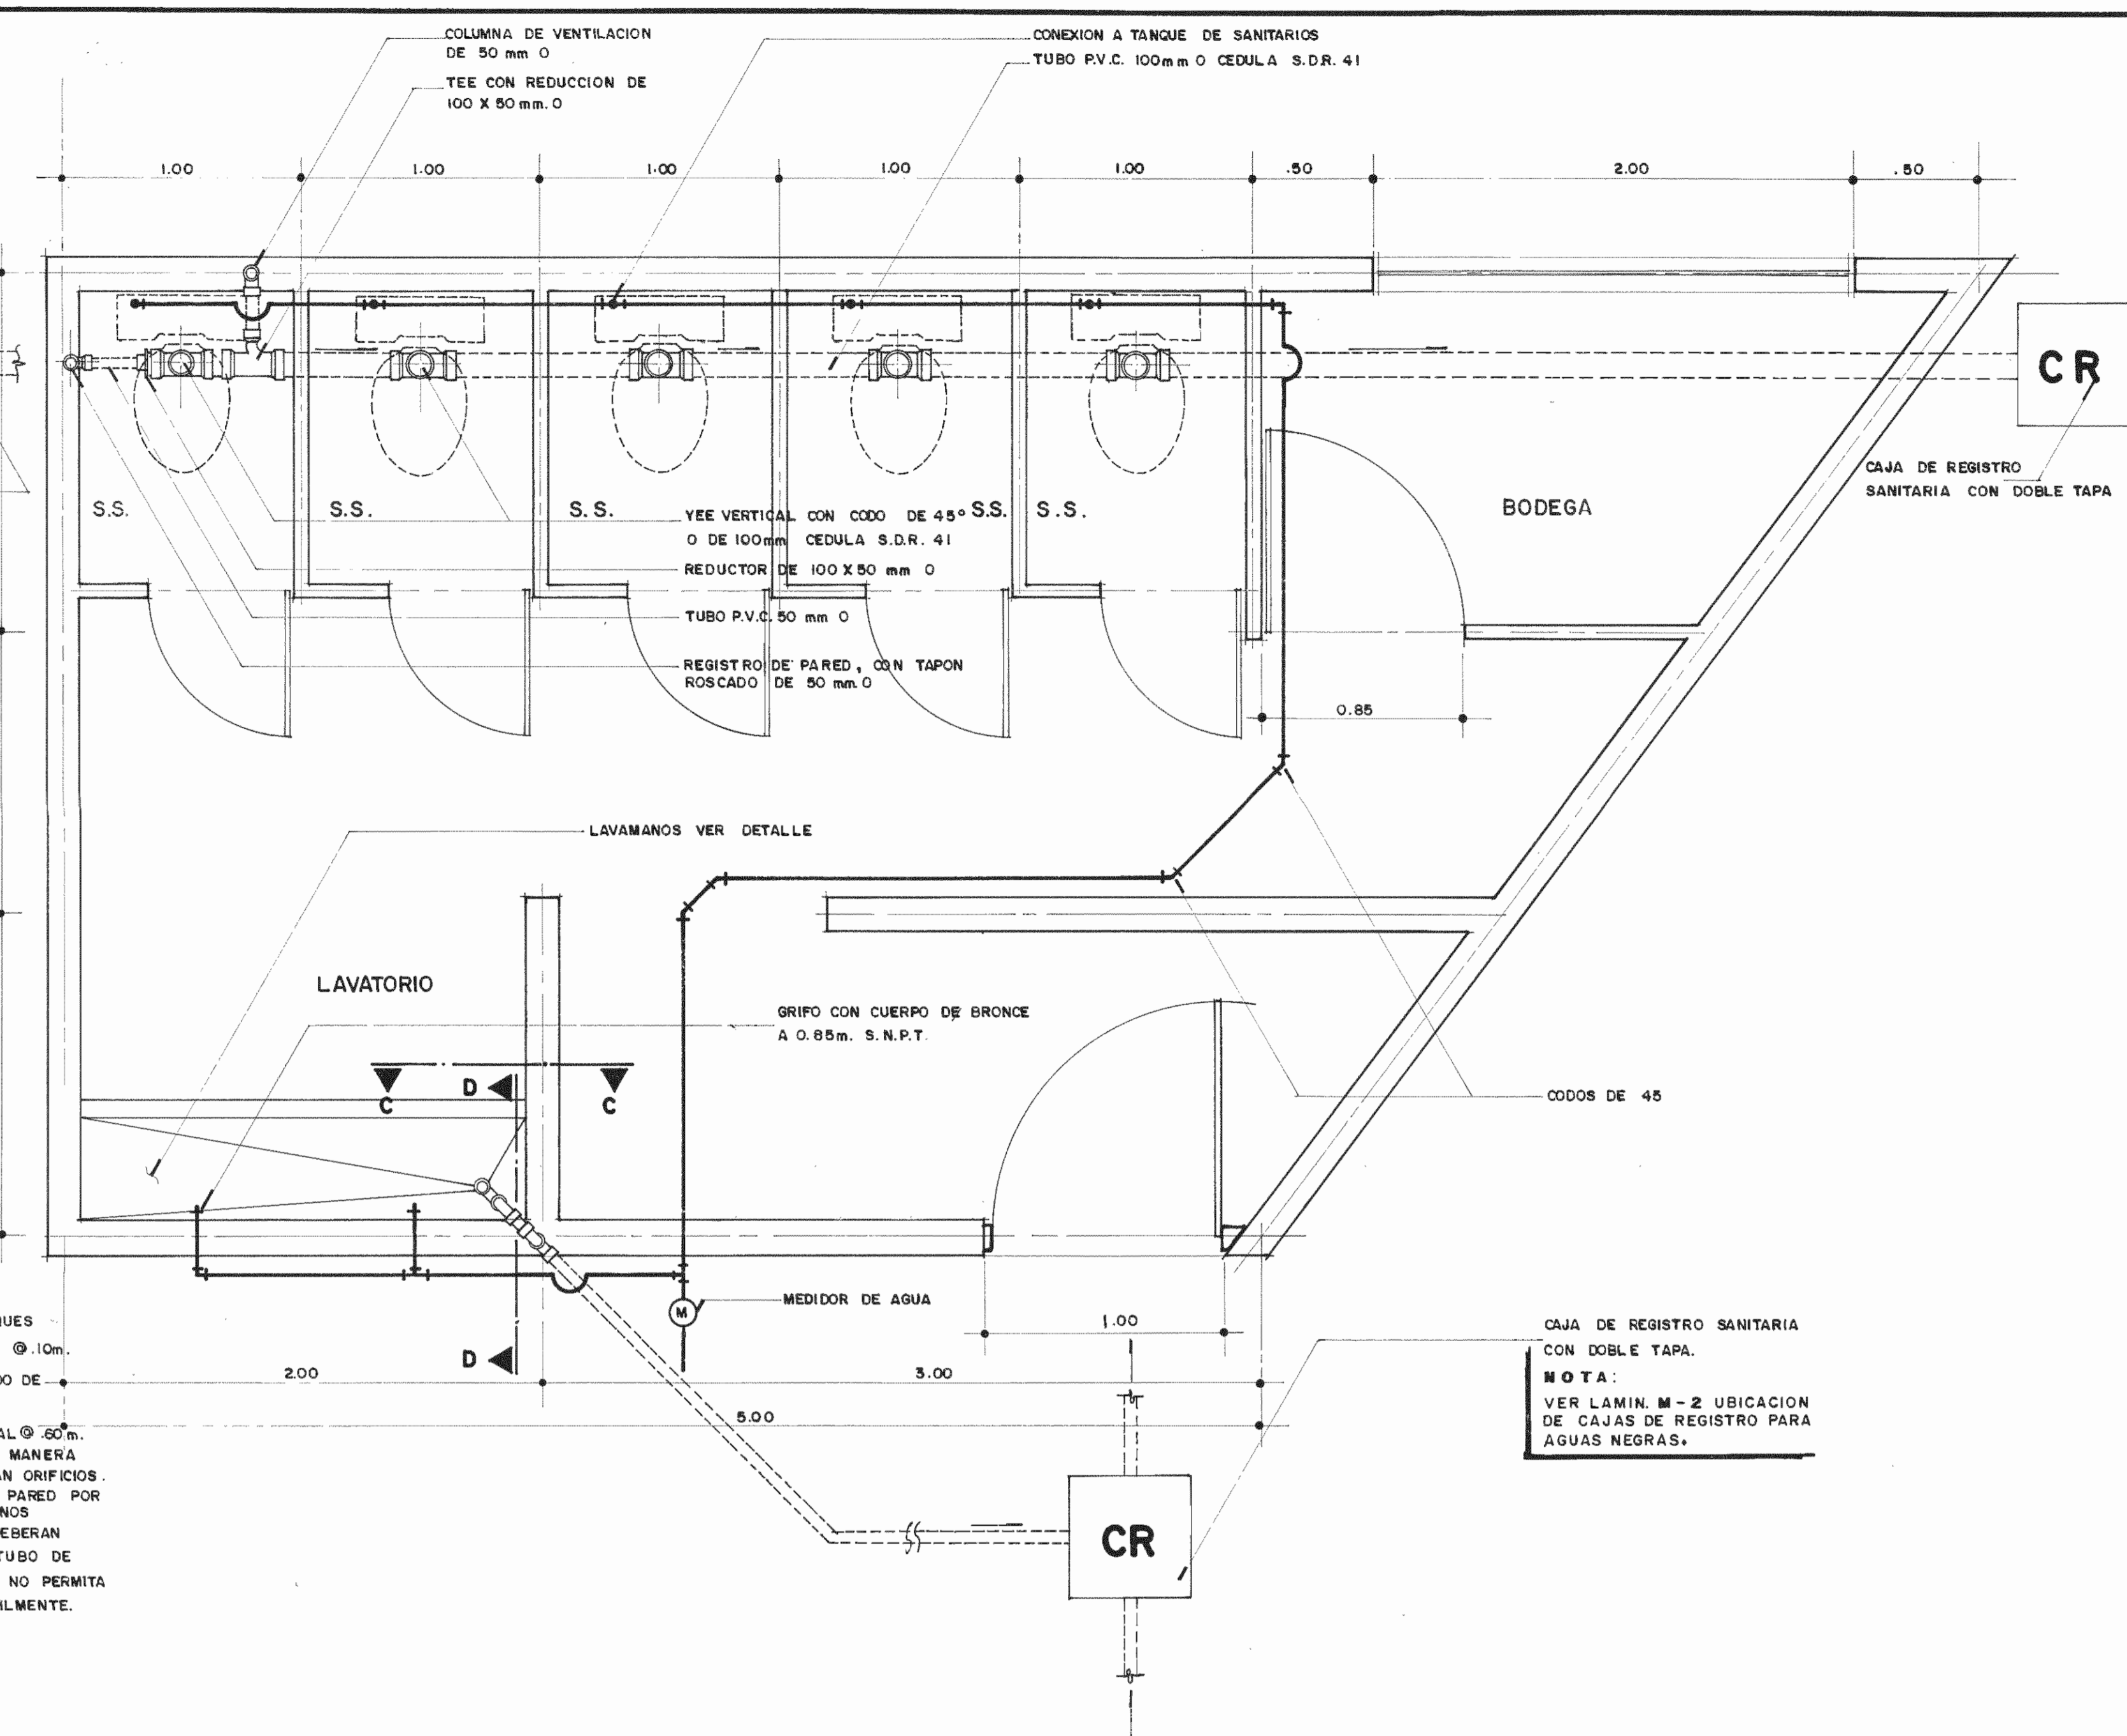 COLUMNA DE VENTILACION
DE 50 mm O
TEE CON REDUCCION DE
100 X 50 mm. O
CONEXION A TANQUE DE SANITARIOS
TUBO P.V.C. 100mm O CEDULA S.D.R. 41
1.00
1.00
1.00
1.00
1.00
.50
2.00
.50
CR
CAJA DE REGISTRO
SANITARIA CON DOBLE TAPA
BODEGA
S.S.
S.S.
S.S.
S.S.
S.S.
YEE VERTICAL CON CODO DE 45°
O DE 100mm CEDULA S.D.R. 41
REDUCTOR DE 100 X 50 mm O
TUBO P.V.C. 50 mm O
REGISTRO DE PARED, CON TAPON
ROSCADO DE 50 mm. O
0.85
LAVAMANOS VER DETALLE
LAVATORIO
GRIFO CON CUERPO DE BRONCE
A 0.85m. S.N.P.T.
C
D
C
CODOS DE 45
M
MEDIDOR DE AGUA
D
1.00
2.00
3.00
5.00
CAJA DE REGISTRO SANITARIA
CON DOBLE TAPA.
NOTA:
VER LAMIN. M-2 UBICACION
DE CAJAS DE REGISTRO PARA
AGUAS NEGRAS.
CR
UES
@ .10m.
O DE
AL @ .60 m.
MANERA
AN ORIFICIOS.
PARED POR
NOS
EBERAN
TUBO DE
NO PERMITA
ILMENTE.